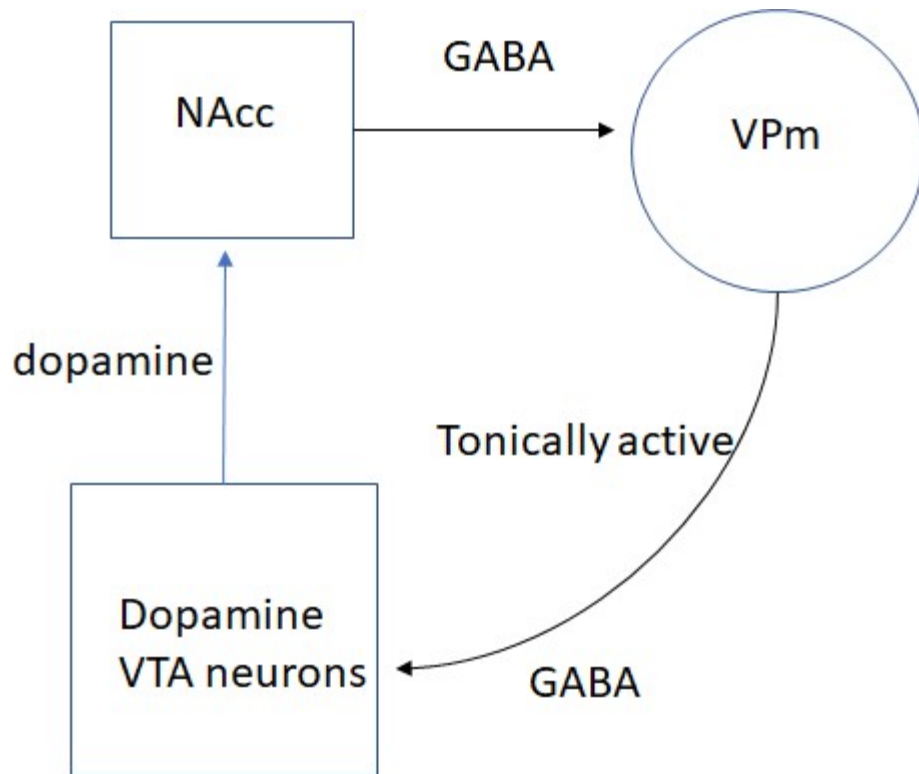 GABA
NAcc
VPm
dopamine
Tonically active
Dopamine
VTA neurons
GABA